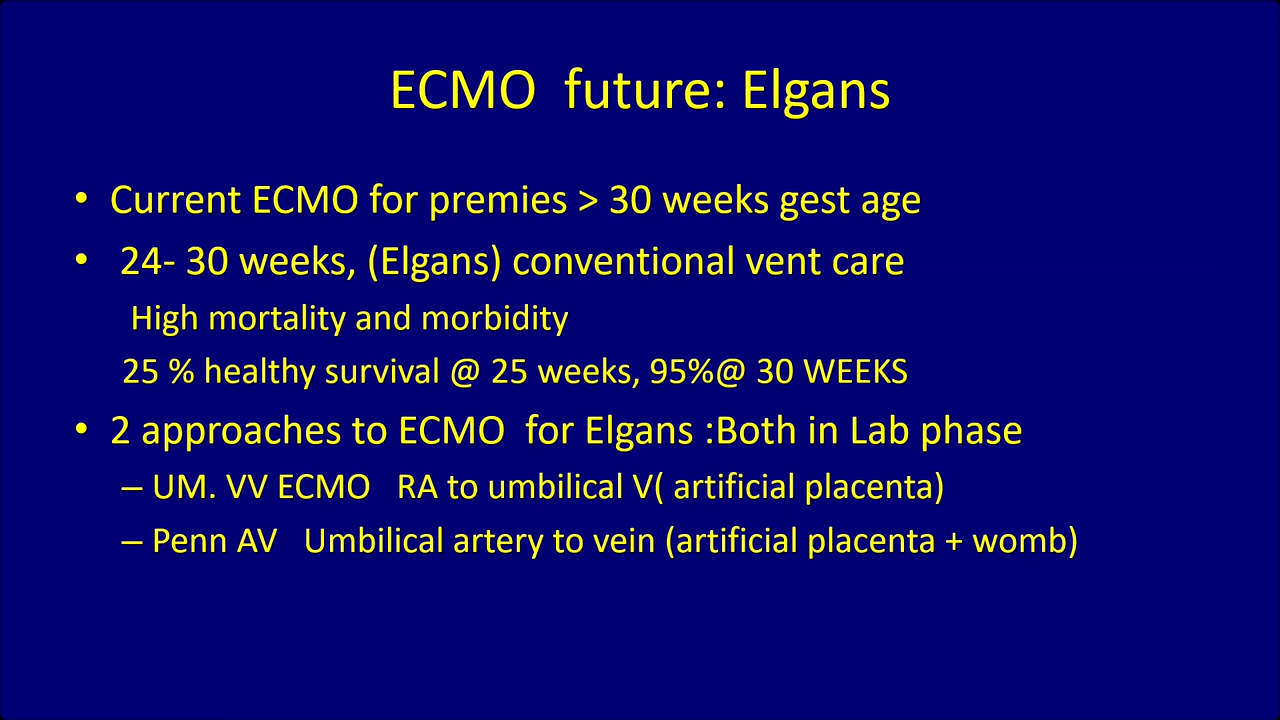 ECMO future: Elgans
• Current ECMO for premies > 30 weeks gest age
• 24- 30 weeks, (Elgans) conventional vent care
High mortality and morbidity
25 % healthy survival @ 25 weeks, 95%@ 30 WEEKS
• 2 approaches to ECMO for Elgans :Both in Lab phase
– UM. VV ECMO RA to umbilical V( artificial placenta)
– Penn AV Umbilical artery to vein (artificial placenta + womb)